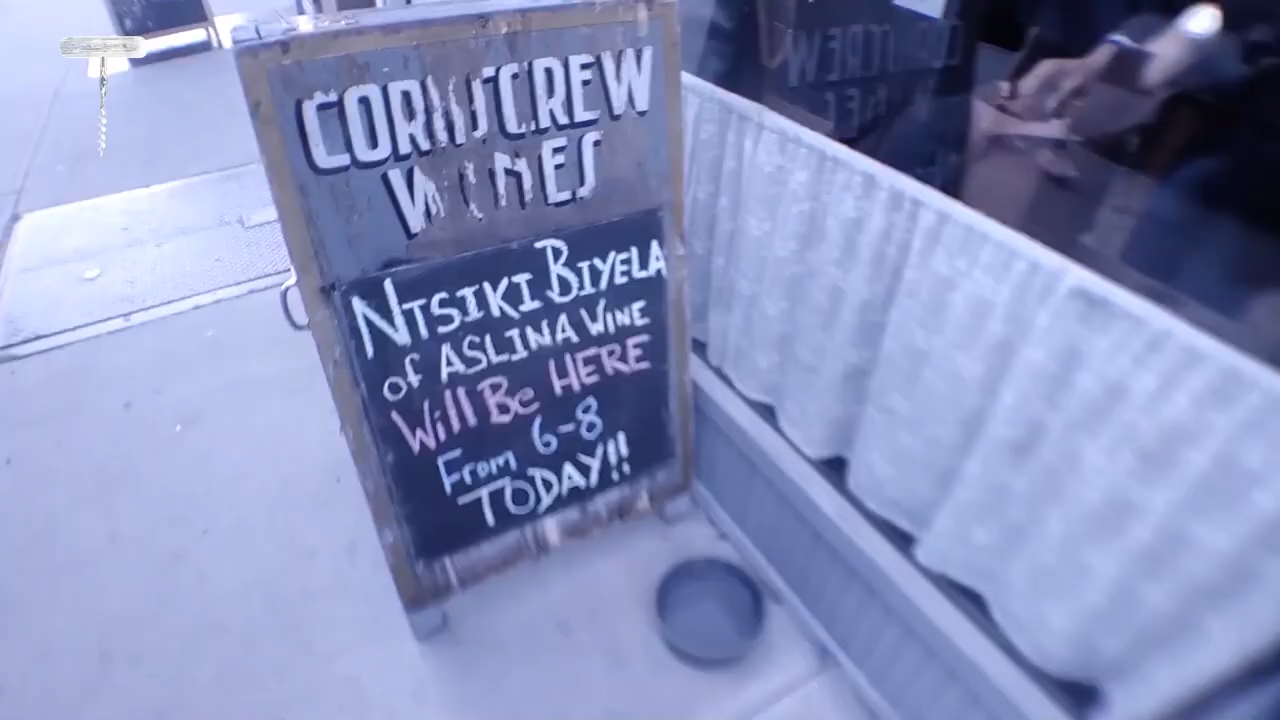 CORKSCREW
WINES
NTSIKI BIYELA
of ASLINA WINE
Will Be HERE
From 6-8
TODAY!!